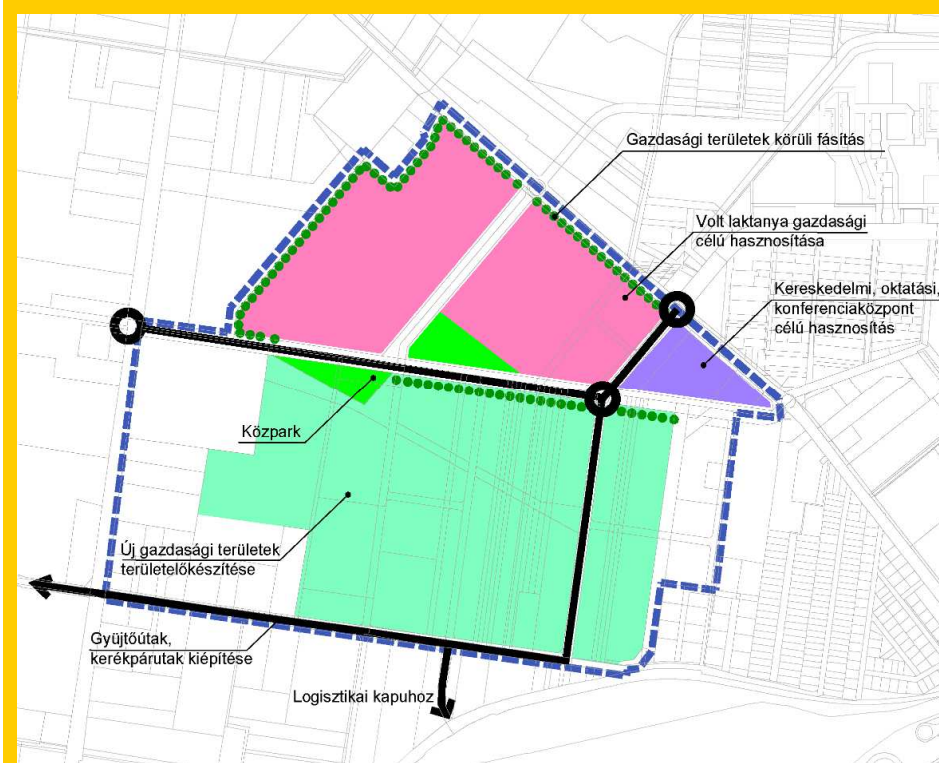 Gazdasági területek körüli fásítás
Volt laktanya gazdasági
célú hasznosítása
Kereskedelmi, oktatási,
konferenciaközpont
célú hasznosítás
Közpark
Új gazdasági területek
területelőkészítése
Gyüjtőútak,
kerékpárutak kiépítése
Logisztikai kapuhoz